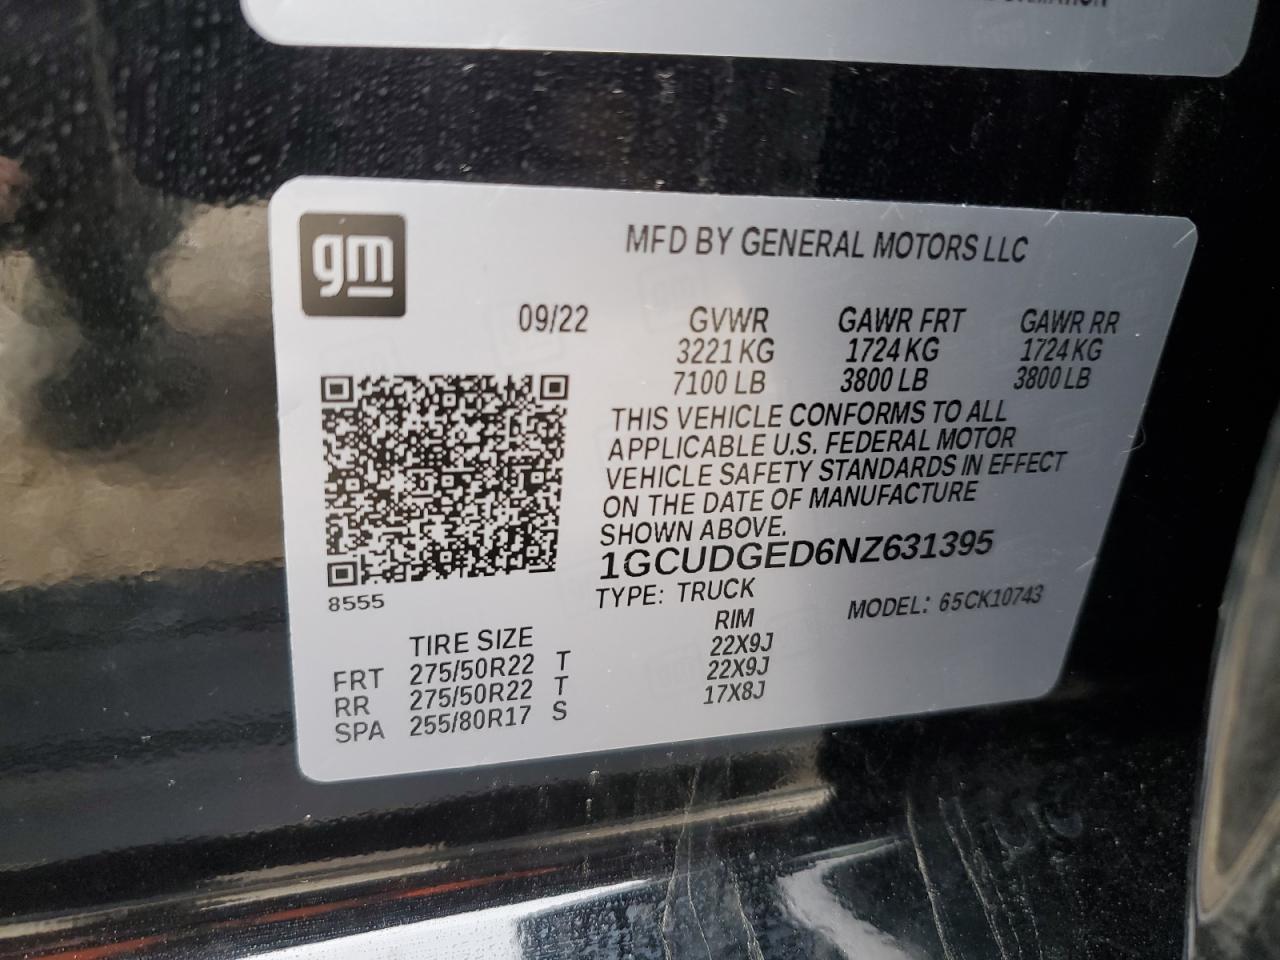 gm
MFD BY GENERAL MOTORS LLC
09/22
GVWR GAWR FRT GAWR RR
3221 KG 1724 KG 1724 KG
7100 LB 3800 LB 3800 LB
THIS VEHICLE CONFORMS TO ALL
APPLICABLE U.S. FEDERAL MOTOR
VEHICLE SAFETY STANDARDS IN EFFECT
ON THE DATE OF MANUFACTURE
SHOWN ABOVE.
1GCUDGED6NZ631395
8555
TYPE: TRUCK MODEL: 65CK10743
TIRE SIZE RIM
FRT 275/50R22 T 22X9J
RR 275/50R22 T 22X9J
SPA 255/80R17 S 17X8J